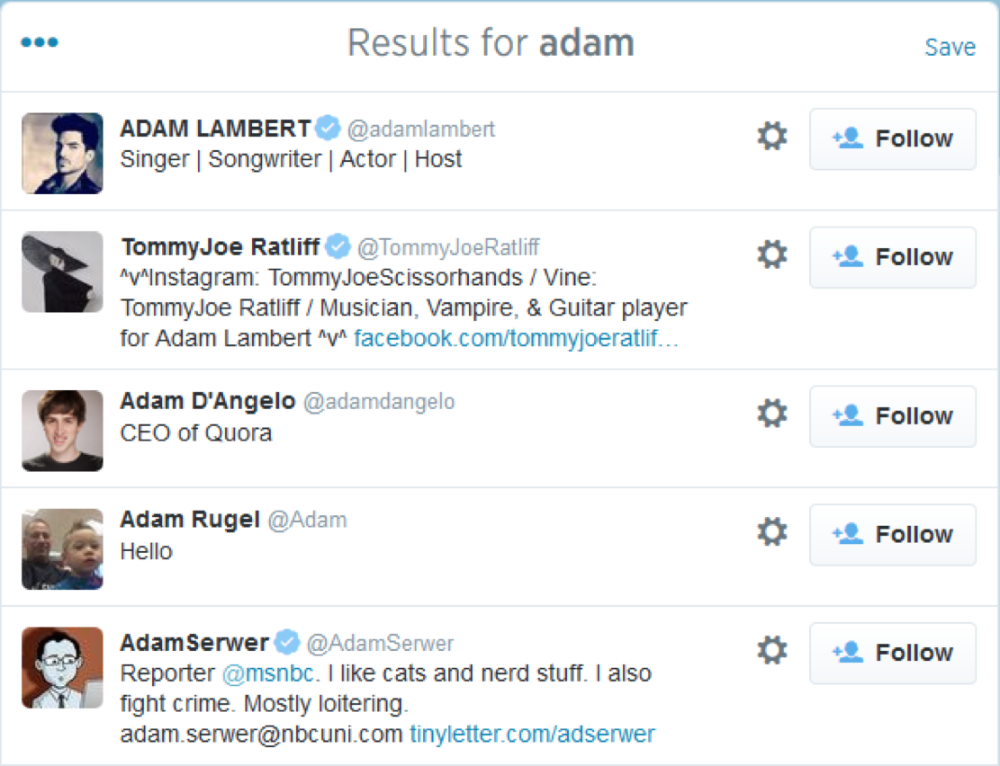 Results for adam
Save
ADAM LAMBERT @adamlambert
Singer | Songwriter | Actor | Host
Follow
TommyJoe Ratliff @TommyJoeRatliff
^v^Instagram: TommyJoeScissorhands / Vine:
TommyJoe Ratliff / Musician, Vampire, & Guitar player
for Adam Lambert ^v^ facebook.com/tommyjoeratlif...
Follow
Adam D'Angelo @adamdangelo
CEO of Quora
Follow
Adam Rugel @Adam
Hello
Follow
AdamSerwer @AdamSerwer
Reporter @msnbc. I like cats and nerd stuff. I also
fight crime. Mostly loitering.
adam.serwer@nbcuni.com tinyletter.com/adserwer
Follow